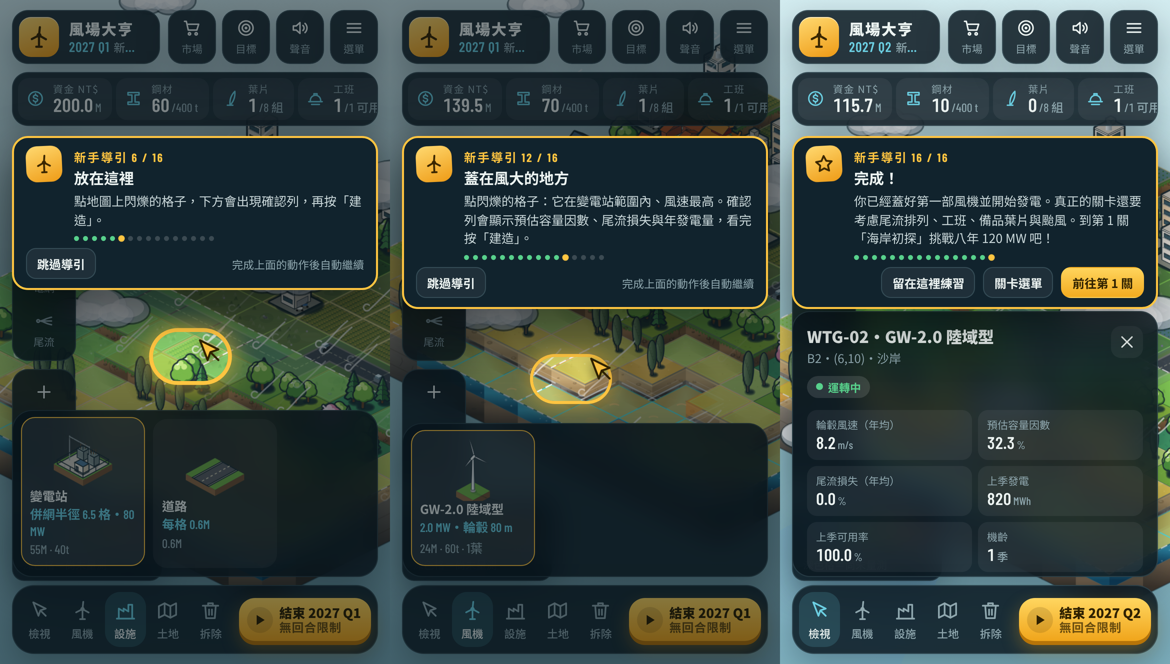 風場大亨
2027 Q1 新...
市場
目標
聲音
選單
資金 NT$
200.0 M
鋼材
60 /400 t
葉片
1 /8 組
工班
1 /1 可用
新手導引 6 / 16
放在這裡
點地圖上閃爍的格子，下方會出現確認列，再按「建
造」。
跳過導引
完成上面的動作後自動繼續
尾流
變電站
併網半徑 6.5 格・80
MW
55M · 40t
道路
每格 0.6M
0.6M
檢視
風機
設施
土地
拆除
結束 2027 Q1
無回合限制
風場大亨
2027 Q1 新...
市場
目標
聲音
選單
資金 NT$
139.5 M
鋼材
70 /400 t
葉片
1 /8 組
工班
1 /1 可用
新手導引 12 / 16
蓋在風大的地方
點閃爍的格子：它在變電站範圍內、風速最高。確認
列會顯示預估容量因數、尾流損失與年發電量，看完
按「建造」。
跳過導引
完成上面的動作後自動繼續
尾流
GW-2.0 陸域型
2.0 MW・輪轂 80 m
24M · 60t · 1葉
檢視
風機
設施
土地
拆除
結束 2027 Q1
無回合限制
風場大亨
2027 Q2 新...
市場
目標
聲音
選單
資金 NT$
115.7 M
鋼材
10 /400 t
葉片
0 /8 組
工班
1 /1 可用
新手導引 16 / 16
完成！
你已經蓋好第一部風機並開始發電。真正的關卡還要
考慮尾流排列、工班、備品葉片與颱風。到第 1 關
「海岸初探」挑戰八年 120 MW 吧！
留在這裡練習
關卡選單
前往第 1 關
WTG-02・GW-2.0 陸域型
B2・(6,10)・沙岸
運轉中
輪轂風速（年均）
8.2 m/s
預估容量因數
32.3 %
尾流損失（年均）
0.0 %
上季發電
820 MWh
上季可用率
100.0 %
機齡
1 季
檢視
風機
設施
土地
拆除
結束 2027 Q2
無回合限制